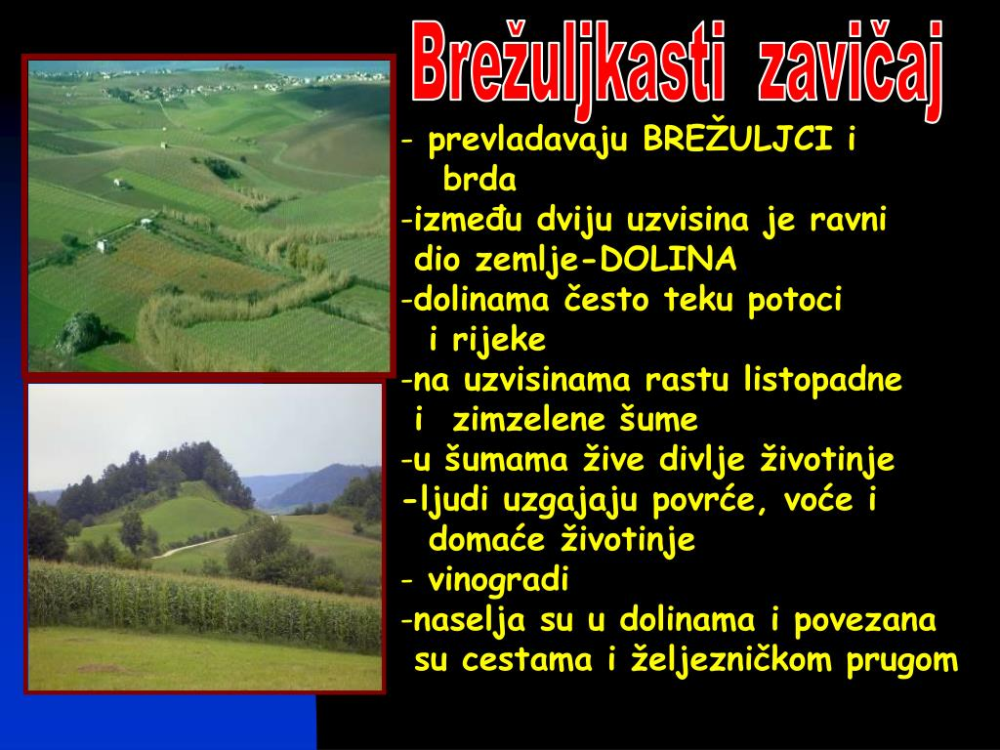 Brežuljkasti zavičaj
- prevladavaju BREŽULJCI i
brda
-između dviju uzvisina je ravni
dio zemlje-DOLINA
-dolinama često teku potoci
i rijeke
-na uzvisinama rastu listopadne
i zimzelene šume
-u šumama žive divlje životinje
-ljudi uzgajaju povrće, voće i
domaće životinje
- vinogradi
-naselja su u dolinama i povezana
su cestama i željezničkom prugom